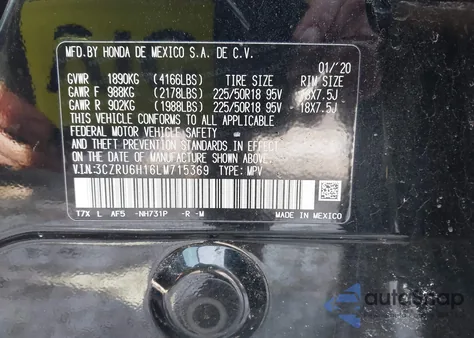 MFD.BY HONDA DE MEXICO S.A. DE C.V.
01/'20
GVWR 1890KG (4166LBS) TIRE SIZE RIM SIZE
GAWR F 988KG (2178LBS) 225/50R18 95V 18X7.5J
GAWR R 902KG (1988LBS) 225/50R18 95V 18X7.5J
THIS VEHICLE CONFORMS TO ALL APPLICABLE
FEDERAL MOTOR VEHICLE SAFETY
AND THEFT PREVENTION STANDARDS IN EFFECT ON
THE DATE OF MANUFACTURE SHOWN ABOVE.
V.I.N:3CZRU6H16LM715369 TYPE: MPV
T7X L AF5 -NH731P -R -M MADE IN MEXICO